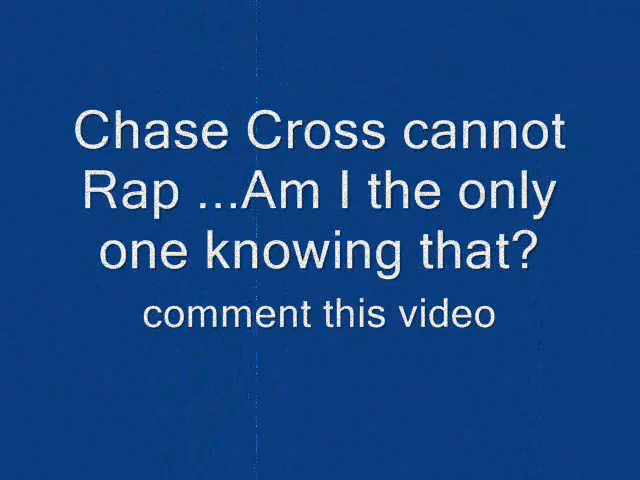 Chase Cross cannot
Rap ...Am I the only
one knowing that?
comment this video